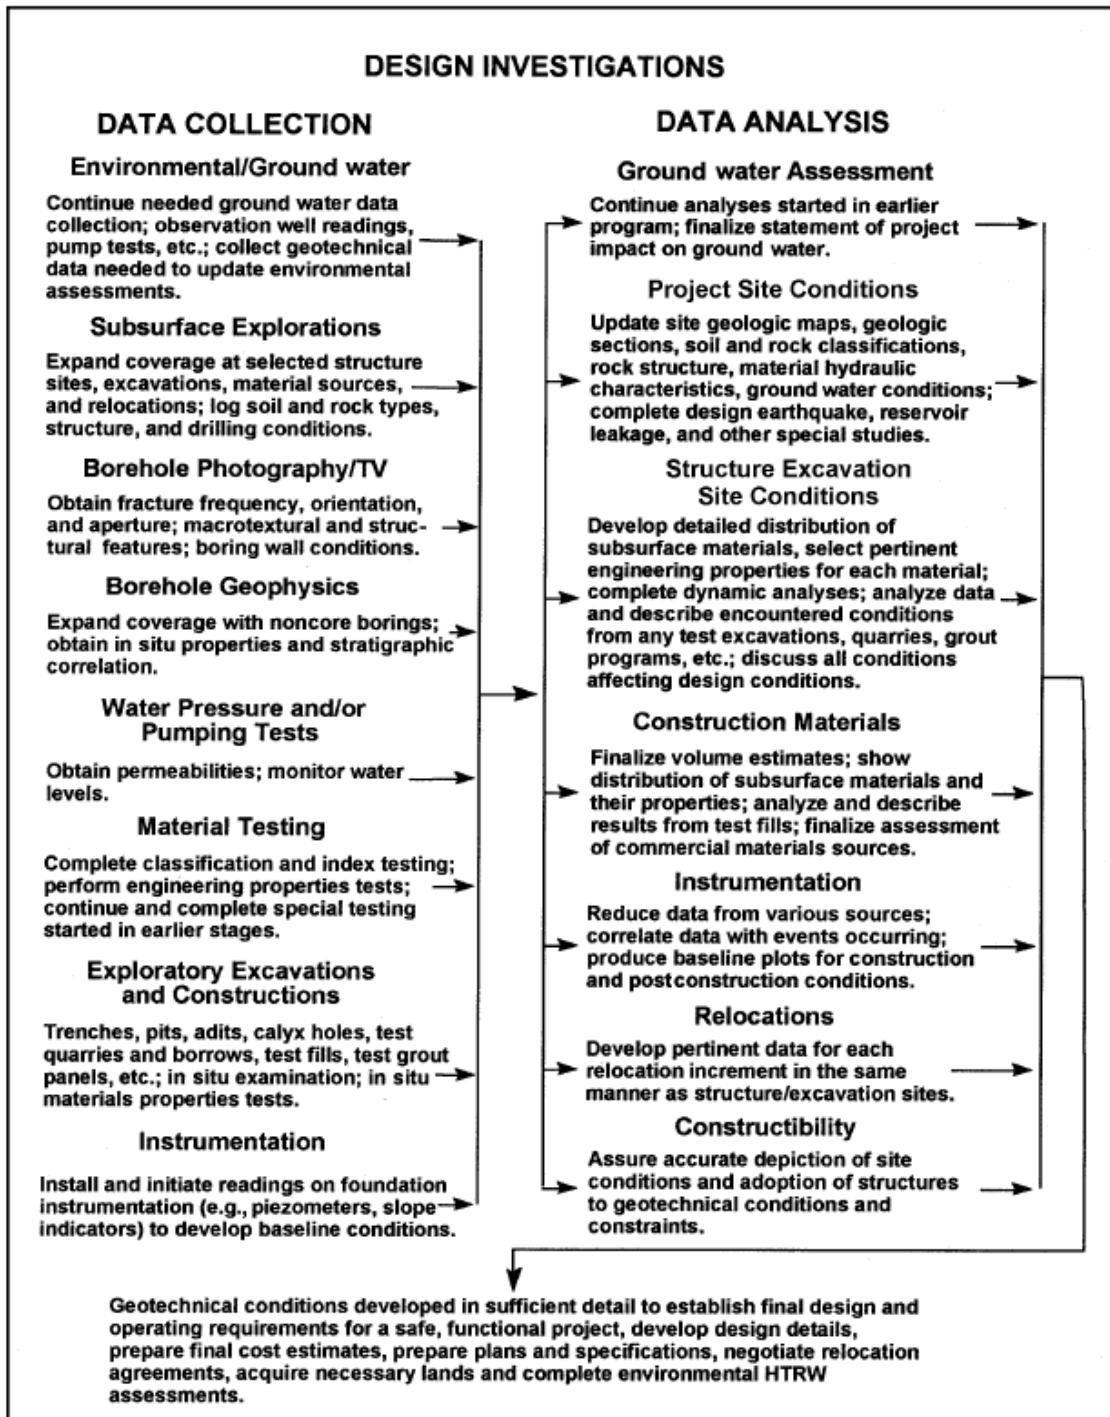 DESIGN INVESTIGATIONS
DATA COLLECTION
Environmental/Ground water
Continue needed ground water data
collection; observation well readings,
pump tests, etc.; collect geotechnical
data needed to update environmental
assessments.
Subsurface Explorations
Expand coverage at selected structure
sites, excavations, material sources,
and relocations; log soil and rock types,
structure, and drilling conditions.
Borehole Photography/TV
Obtain fracture frequency, orientation,
and aperture; macrotextural and struc-
tural features; boring wall conditions.
Borehole Geophysics
Expand coverage with noncore borings;
obtain in situ properties and stratigraphic
correlation.
Water Pressure and/or
Pumping Tests
Obtain permeabilities; monitor water
levels.
Material Testing
Complete classification and index testing;
perform engineering properties tests;
continue and complete special testing
started in earlier stages.
Exploratory Excavations
and Constructions
Trenches, pits, adits, calyx holes, test
quarries and borrows, test fills, test grout
panels, etc.; in situ examination; in situ
materials properties tests.
Instrumentation
Install and initiate readings on foundation
instrumentation (e.g., piezometers, slope
indicators) to develop baseline conditions.
DATA ANALYSIS
Ground water Assessment
Continue analyses started in earlier
program; finalize statement of project
impact on ground water.
Project Site Conditions
Update site geologic maps, geologic
sections, soil and rock classifications,
rock structure, material hydraulic
characteristics, ground water conditions;
complete design earthquake, reservoir
leakage, and other special studies.
Structure Excavation
Site Conditions
Develop detailed distribution of
subsurface materials, select pertinent
engineering properties for each material;
complete dynamic analyses; analyze data
and describe encountered conditions
from any test excavations, quarries, grout
programs, etc.; discuss all conditions
affecting design conditions.
Construction Materials
Finalize volume estimates; show
distribution of subsurface materials and
their properties; analyze and describe
results from test fills; finalize assessment
of commercial materials sources.
Instrumentation
Reduce data from various sources;
correlate data with events occurring;
produce baseline plots for construction
and postconstruction conditions.
Relocations
Develop pertinent data for each
relocation increment in the same
manner as structure/excavation sites.
Constructibility
Assure accurate depiction of site
conditions and adoption of structures
to geotechnical conditions and
constraints.
Geotechnical conditions developed in sufficient detail to establish final design and
operating requirements for a safe, functional project, develop design details,
prepare final cost estimates, prepare plans and specifications, negotiate relocation
agreements, acquire necessary lands and complete environmental HTRW
assessments.